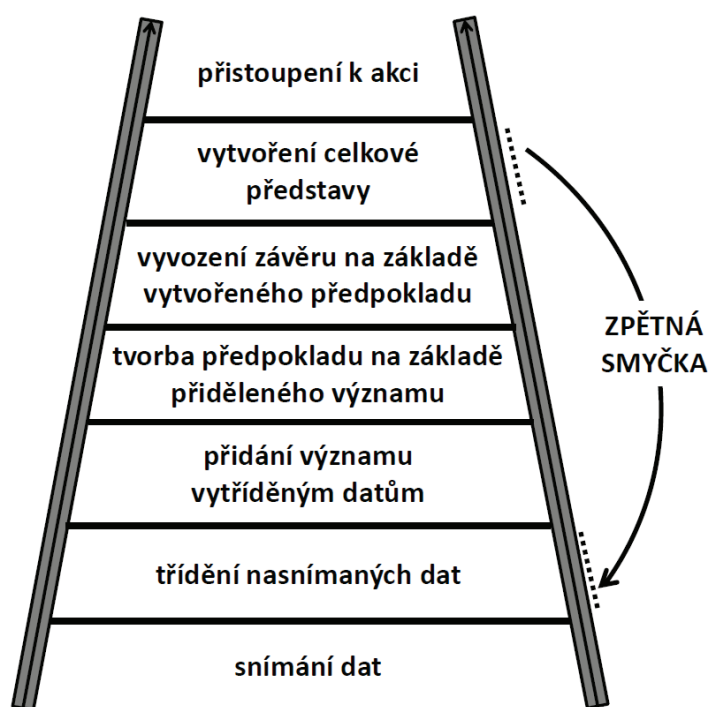 přistoupení k akci
vytvoření celkové
představy
vyvození závěru na základě
vytvořeného předpokladu
ZPĚTNÁ
SMYČKA
tvorba předpokladu na základě
přiděleného významu
přidání významu
vytříděným datům
třídění nasnímaných dat
snímání dat